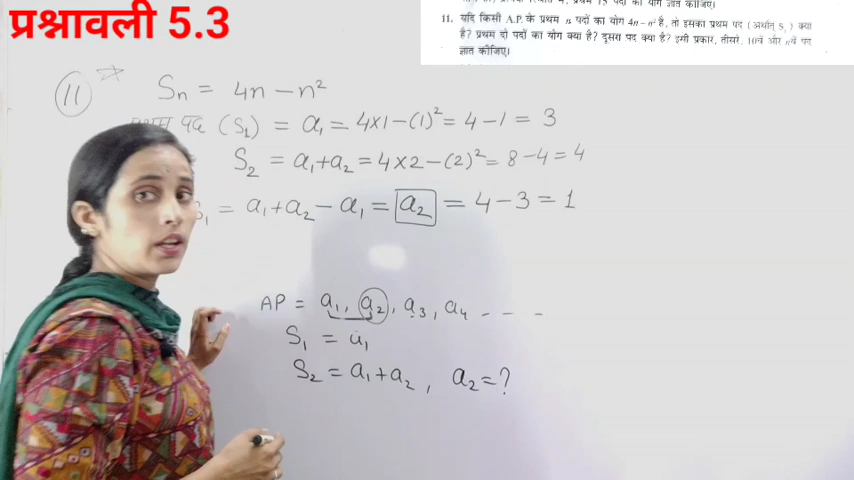 प्रश्नावली 5.3
ज्ञात कीजिए।
11. यदि किसी A.P. के प्रथम n पदों का योग 4n – n² है, तो इसका प्रथम पद (अर्थात् S₁) क्या
है? प्रथम दो पदों का योग क्या है? दूसरा पद क्या है? इसी प्रकार, तीसरे, 10वें और nवें पद
ज्ञात कीजिए।
11 Sₙ = 4n – n²
प्रथम पद (S₁) = a₁ = 4×1 – (1)² = 4 – 1 = 3
S₂ = a₁+a₂ = 4×2 – (2)² = 8 – 4 = 4
S₁ = a₁+a₂ – a₁ = a₂ = 4 – 3 = 1
AP = a₁, a₂, a₃, a₄ - - -
S₁ = a₁
S₂ = a₁+a₂, a₂ = ?